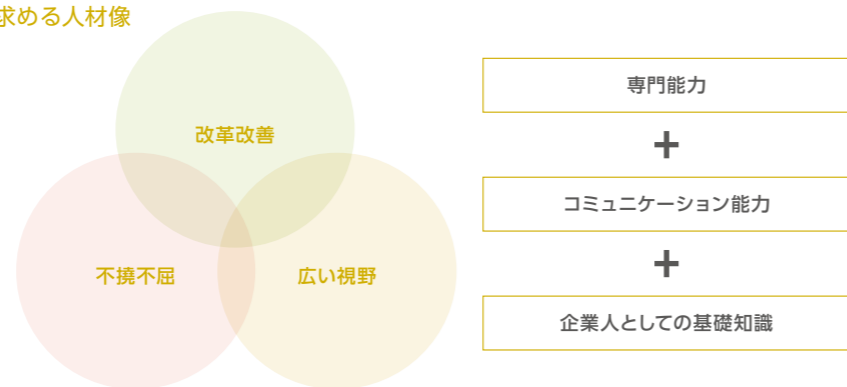 求める人材像
改革改善
不撓不屈
広い視野
専門能力
+
コミュニケーション能力
+
企業人としての基礎知識